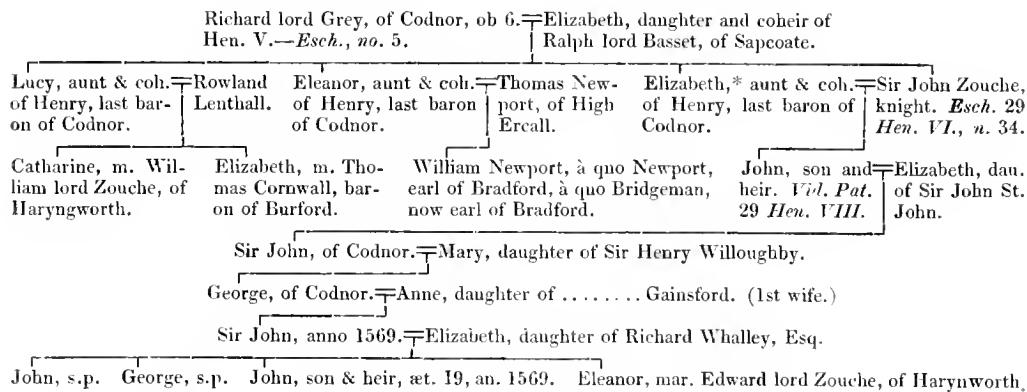 Richard lord Grey, of Codnor, ob 6. Elizabeth, daughter and coheir of
Hen. V.—Esch., no. 5. Ralph lord Basset, of Sapcoate.
Lucy, aunt & coh.
of Henry, last bar-
on of Codnor.
Rowland
Lenthall.
Eleanor, aunt & coh.
of Henry, last baron
of Codnor.
Thomas New-
port, of High
Ercall.
Elizabeth,* aunt & coh.
of Henry, last baron of
Codnor.
Sir John Zouche,
knight. Esch. 29
Hen. VI., n. 34.
Catharine, m. Wil-
liam lord Zouche, of
Haryngworth.
Elizabeth, m. Tho-
mas Cornwall, bar-
on of Burford.
William Newport, à quo Newport,
earl of Bradford, à quo Bridgeman,
now earl of Bradford.
John, son and
heir. Vid. Pat.
29 Hen. VIII.
Elizabeth, dau.
of Sir John St.
John.
Sir John, of Codnor. Mary, daughter of Sir Henry Willoughby.
George, of Codnor. Anne, daughter of ........ Gainsford. (1st wife.)
Sir John, anno 1569. Elizabeth, daughter of Richard Whalley, Esq.
John, s.p. George, s.p. John, son & heir, æt. 19, an. 1569. Eleanor, mar. Edward lord Zouche, of Harynworth.